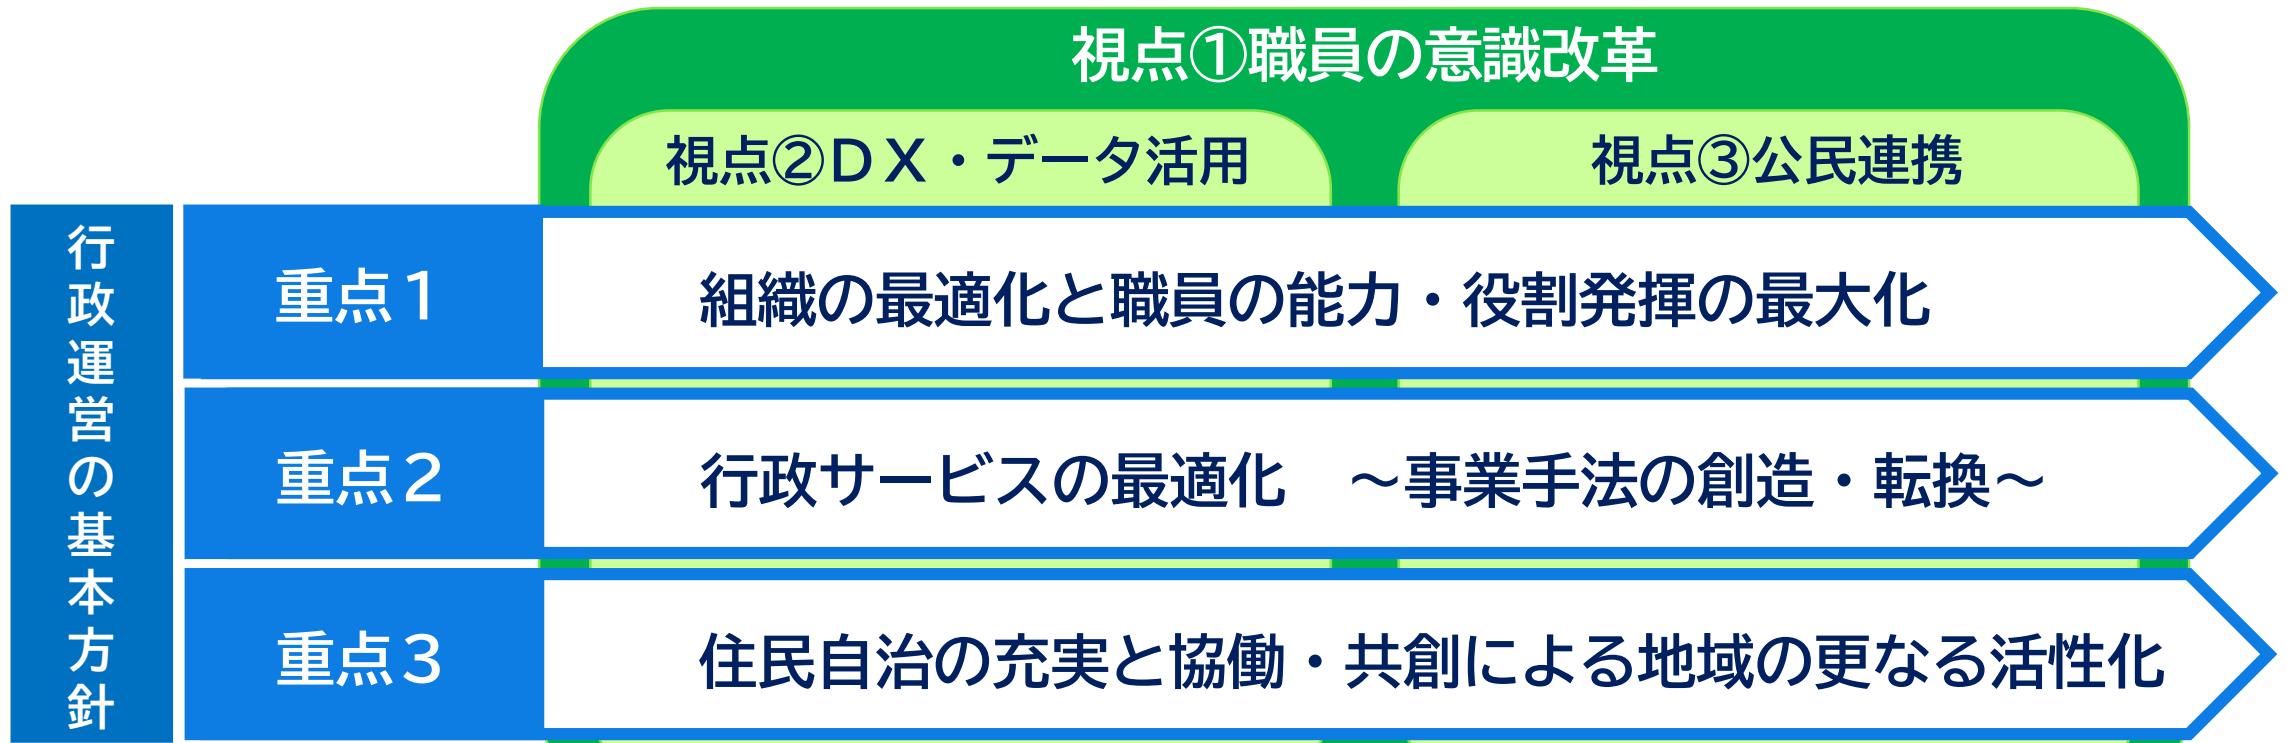 視点①職員の意識改革
視点②ＤＸ・データ活用
視点③公民連携
行政運営の基本方針
重点１
組織の最適化と職員の能力・役割発揮の最大化
重点２
行政サービスの最適化　～事業手法の創造・転換～
重点３
住民自治の充実と協働・共創による地域の更なる活性化